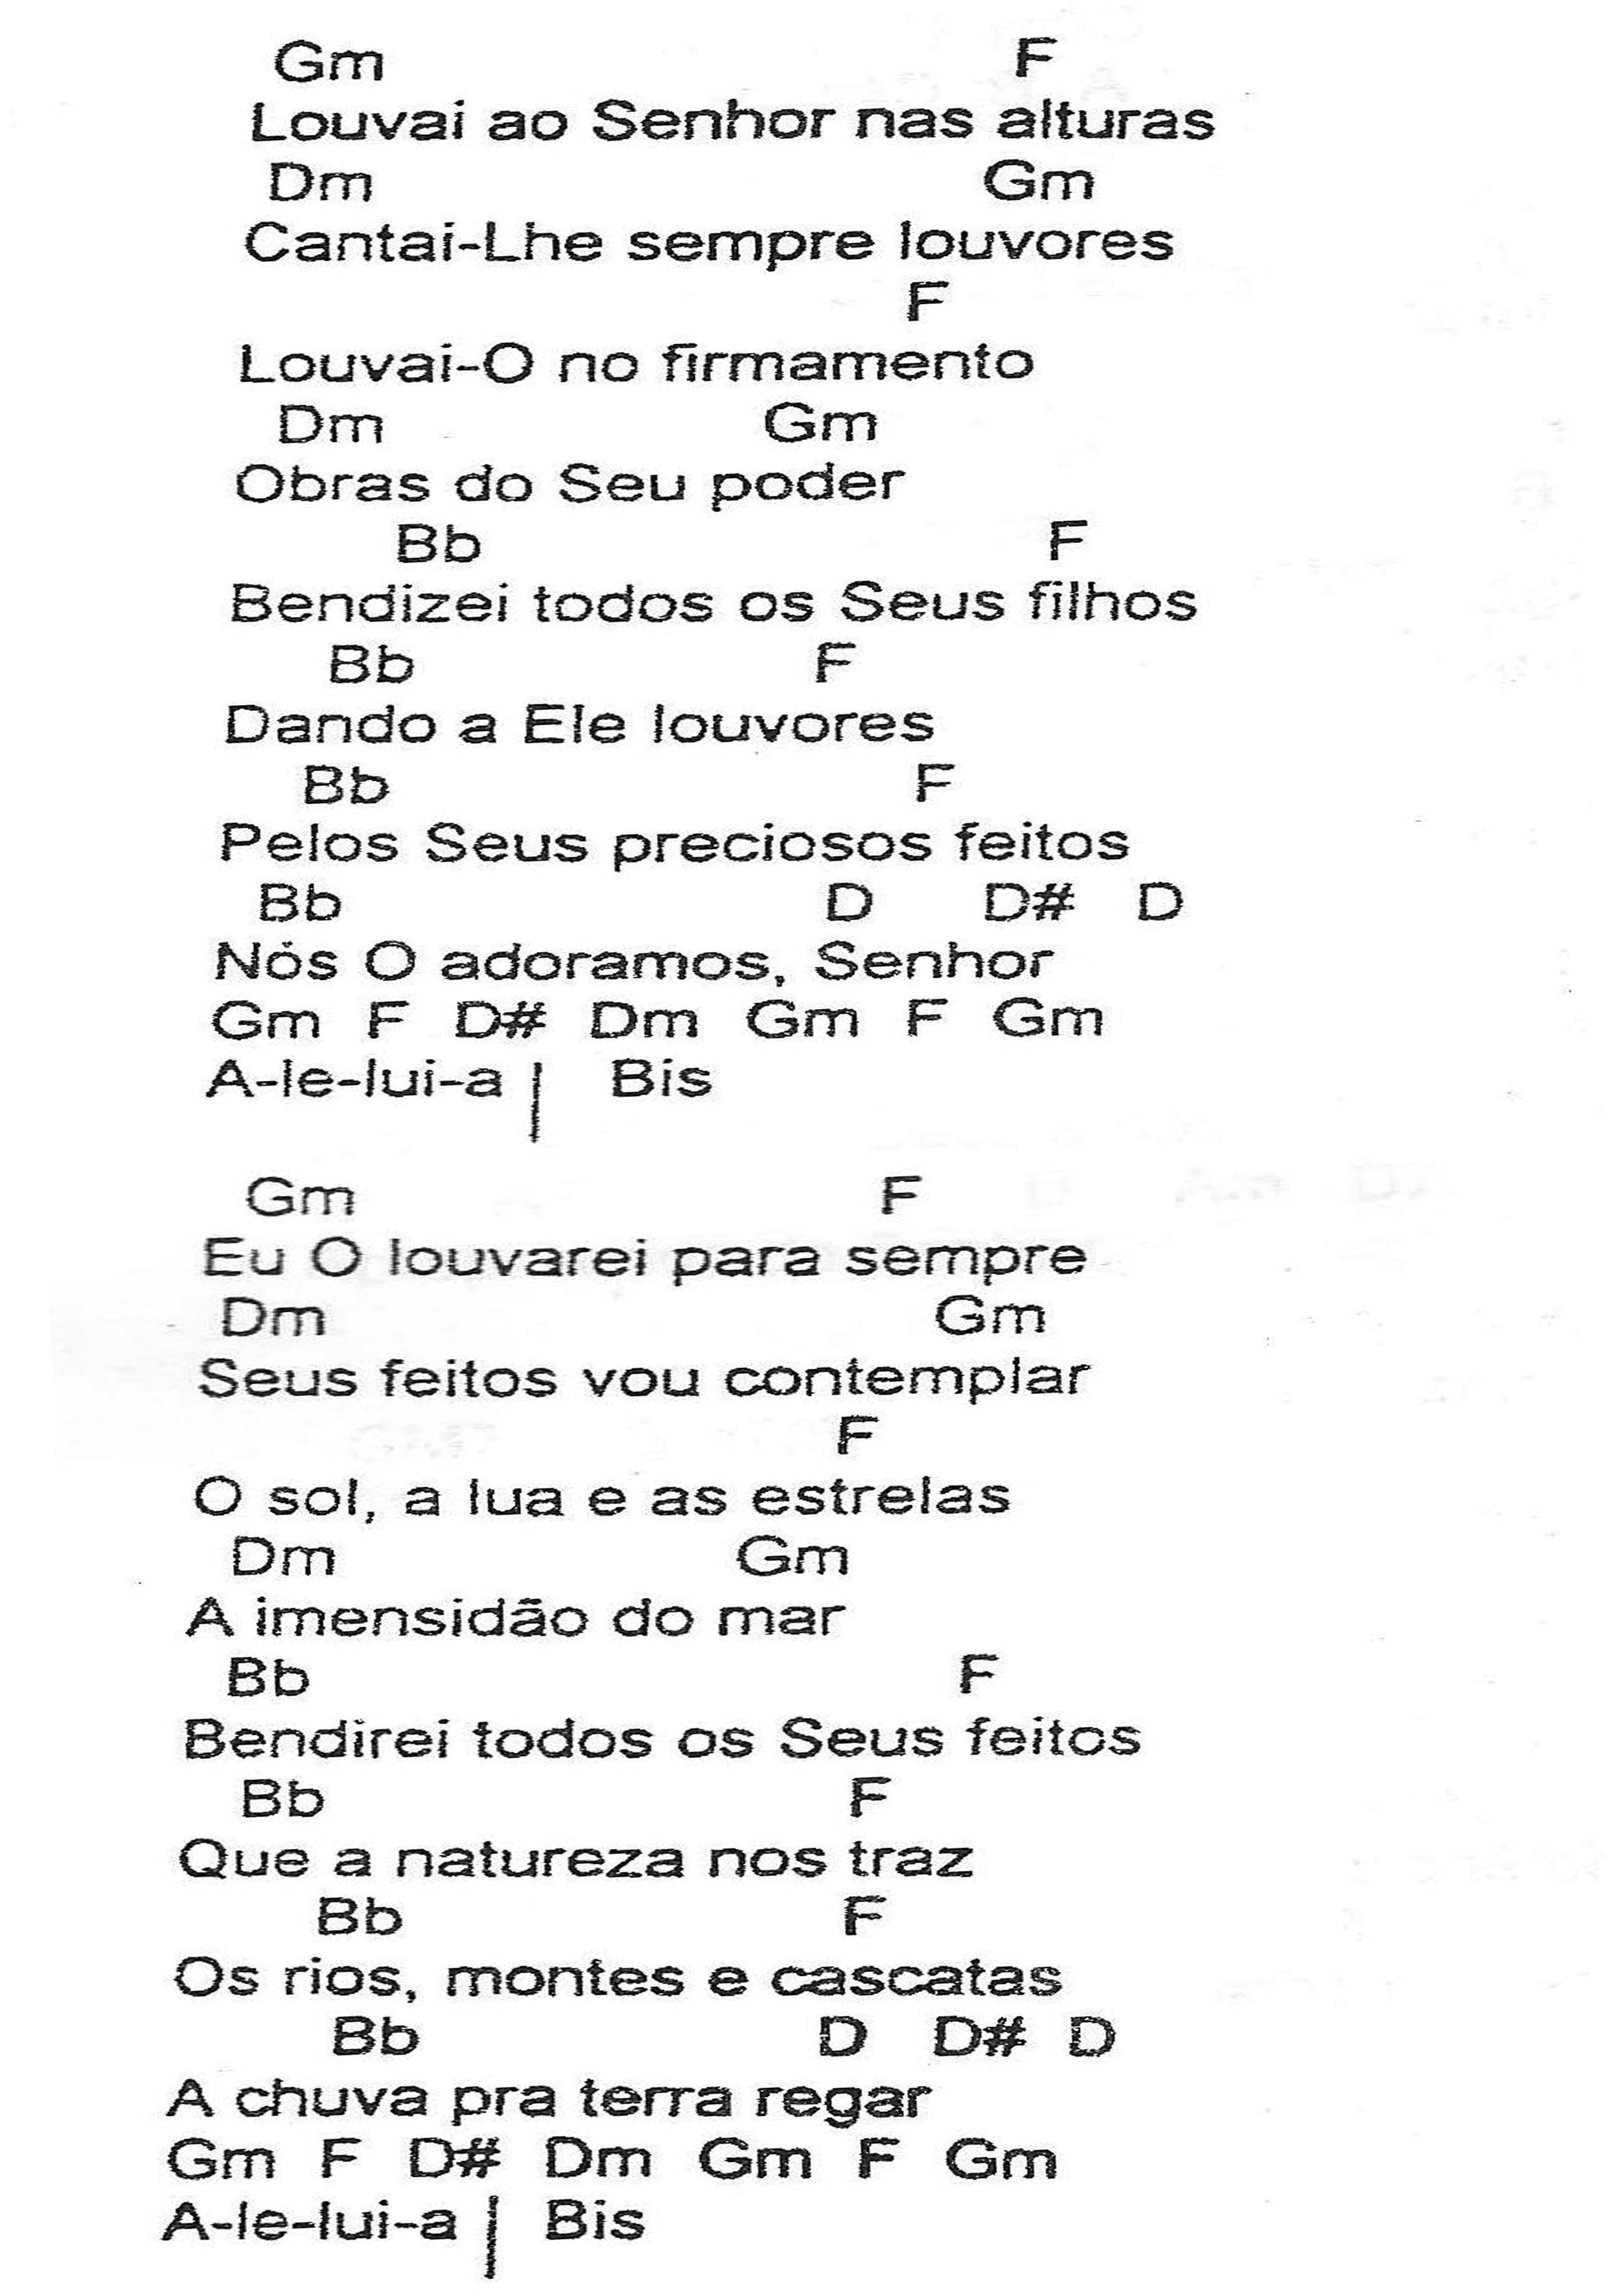 Gm F
Louvai ao Senhor nas alturas
Dm Gm
Cantai-Lhe sempre louvores
F
Louvai-O no firmamento
Dm Gm
Obras do Seu poder
Bb F
Bendizei todos os Seus filhos
Bb F
Dando a Ele louvores
Bb F
Pelos Seus preciosos feitos
Bb D D# D
Nós O adoramos, Senhor
Gm F D# Dm Gm F Gm
A-le-lui-a | Bis
Gm F
Eu O louvarei para sempre
Dm Gm
Seus feitos vou contemplar
F
O sol, a lua e as estrelas
Dm Gm
A imensidão do mar
Bb F
Bendirei todos os Seus feitos
Bb F
Que a natureza nos traz
Bb F
Os rios, montes e cascatas
Bb D D# D
A chuva pra terra regar
Gm F D# Dm Gm F Gm
A-le-lui-a | Bis